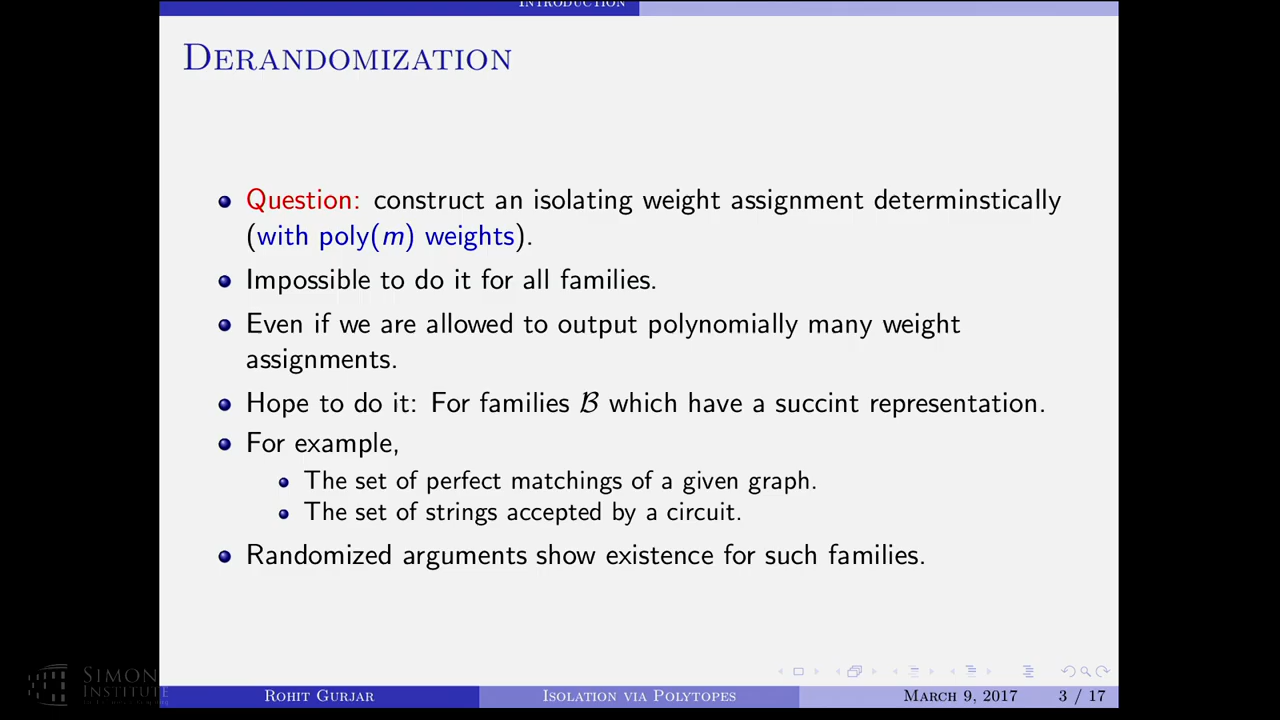 INTRODUCTION
DERANDOMIZATION
Question: construct an isolating weight assignment determinstically
(with poly(m) weights).
Impossible to do it for all families.
Even if we are allowed to output polynomially many weight
assignments.
Hope to do it: For families B which have a succint representation.
For example,
The set of perfect matchings of a given graph.
The set of strings accepted by a circuit.
Randomized arguments show existence for such families.
SIMON
INSTITUTE
ROHIT GURJAR ISOLATION VIA POLYTOPES MARCH 9, 2017 3 / 17